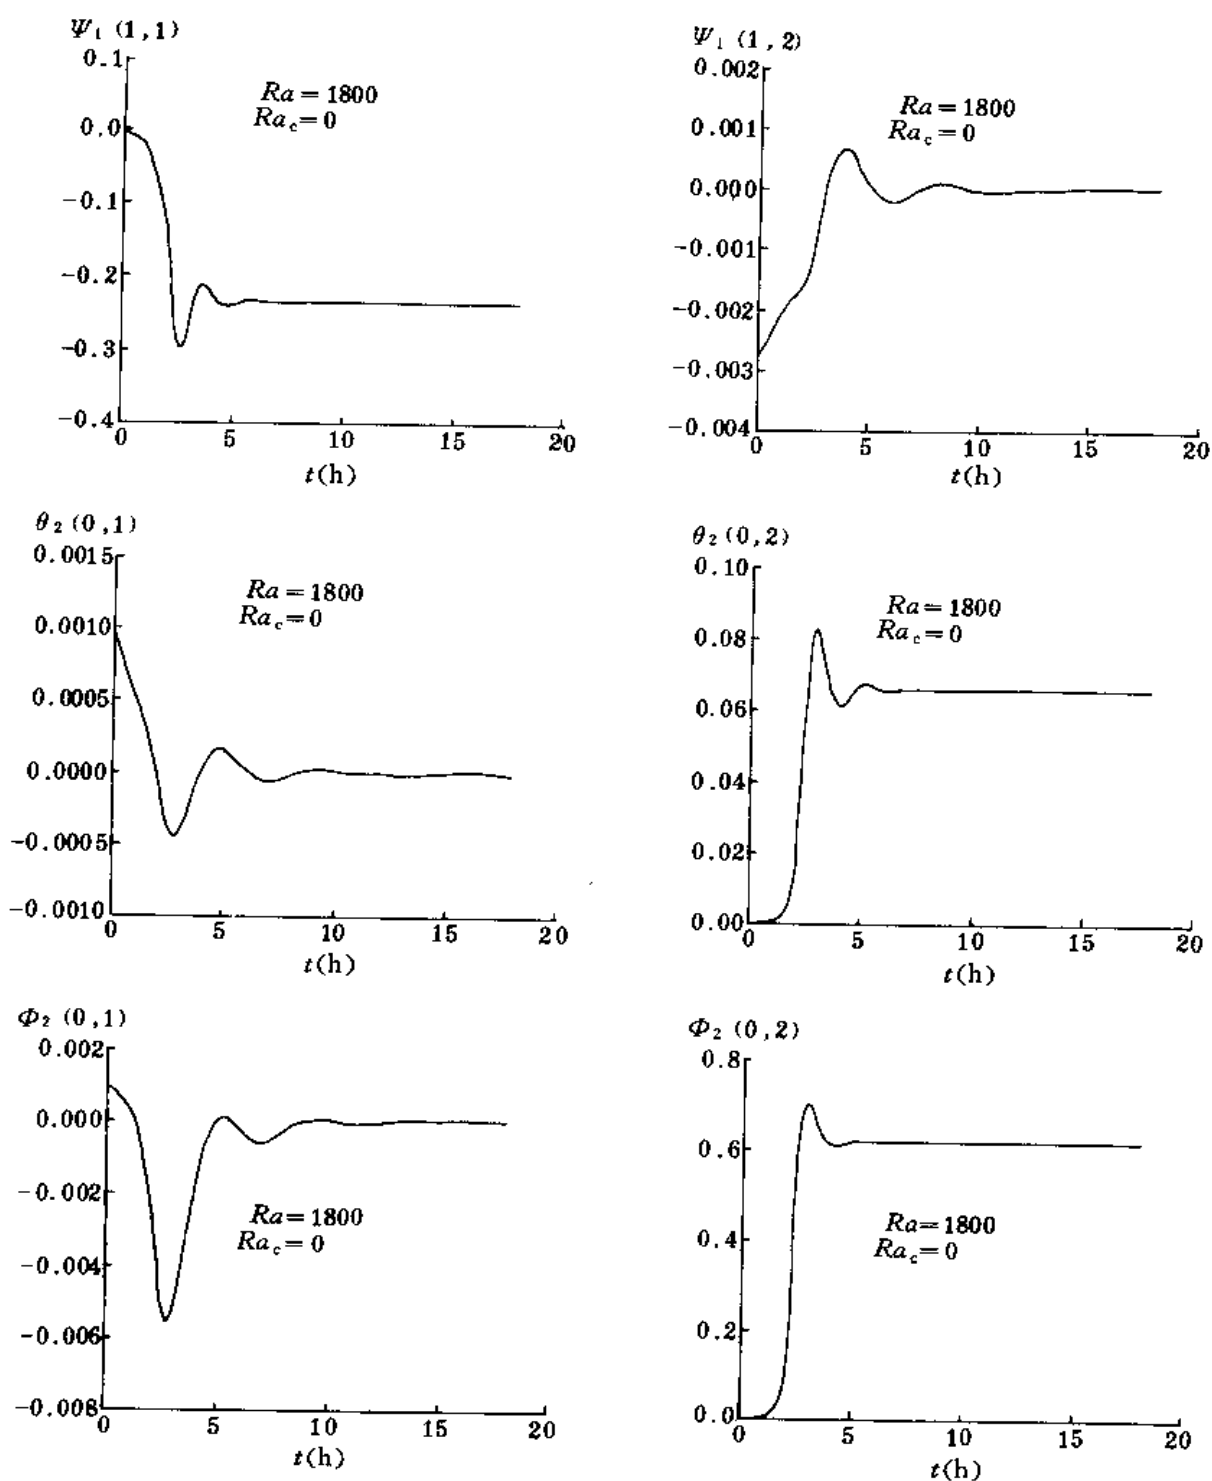 Ψ₁ (1,1)
0.1
0.0
−0.1
−0.2
−0.3
−0.4
Ra = 1800
Ra_c = 0
0 5 10 15 20
t(h)
Ψ₁ (1,2)
0.002
0.001
0.000
−0.001
−0.002
−0.003
−0.004
Ra = 1800
Ra_c = 0
0 5 10 15 20
t(h)
θ₂ (0,1)
0.0015
0.0010
0.0005
0.0000
−0.0005
−0.0010
Ra = 1800
Ra_c = 0
0 5 10 15 20
t(h)
θ₂ (0,2)
0.10
0.08
0.06
0.04
0.02
0.00
Ra = 1800
Ra_c = 0
0 5 10 15 20
t(h)
Φ₂ (0,1)
0.002
0.000
−0.002
−0.004
−0.006
−0.008
Ra = 1800
Ra_c = 0
0 5 10 15 20
t(h)
Φ₂ (0,2)
0.8
0.6
0.4
0.2
0.0
Ra = 1800
Ra_c = 0
0 5 10 15 20
t(h)